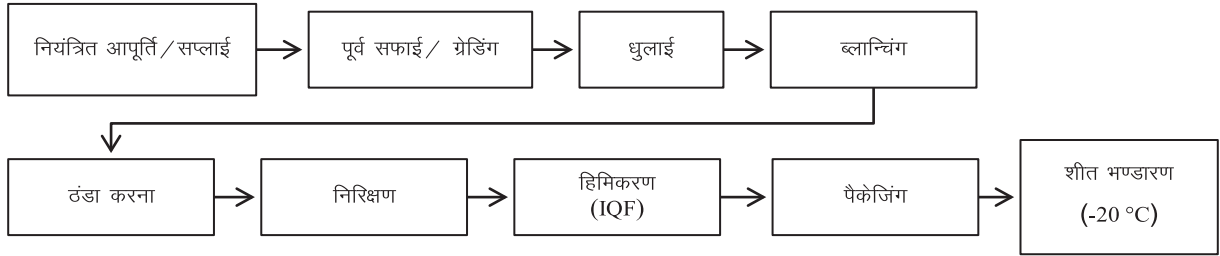 नियंत्रित आपूर्ति/सप्लाई
पूर्व सफाई/ ग्रेडिंग
धुलाई
ब्लान्चिंग
ठंडा करना
निरिक्षण
हिमिकरण
(IQF)
पैकेजिंग
शीत भण्डारण
(-20 °C)